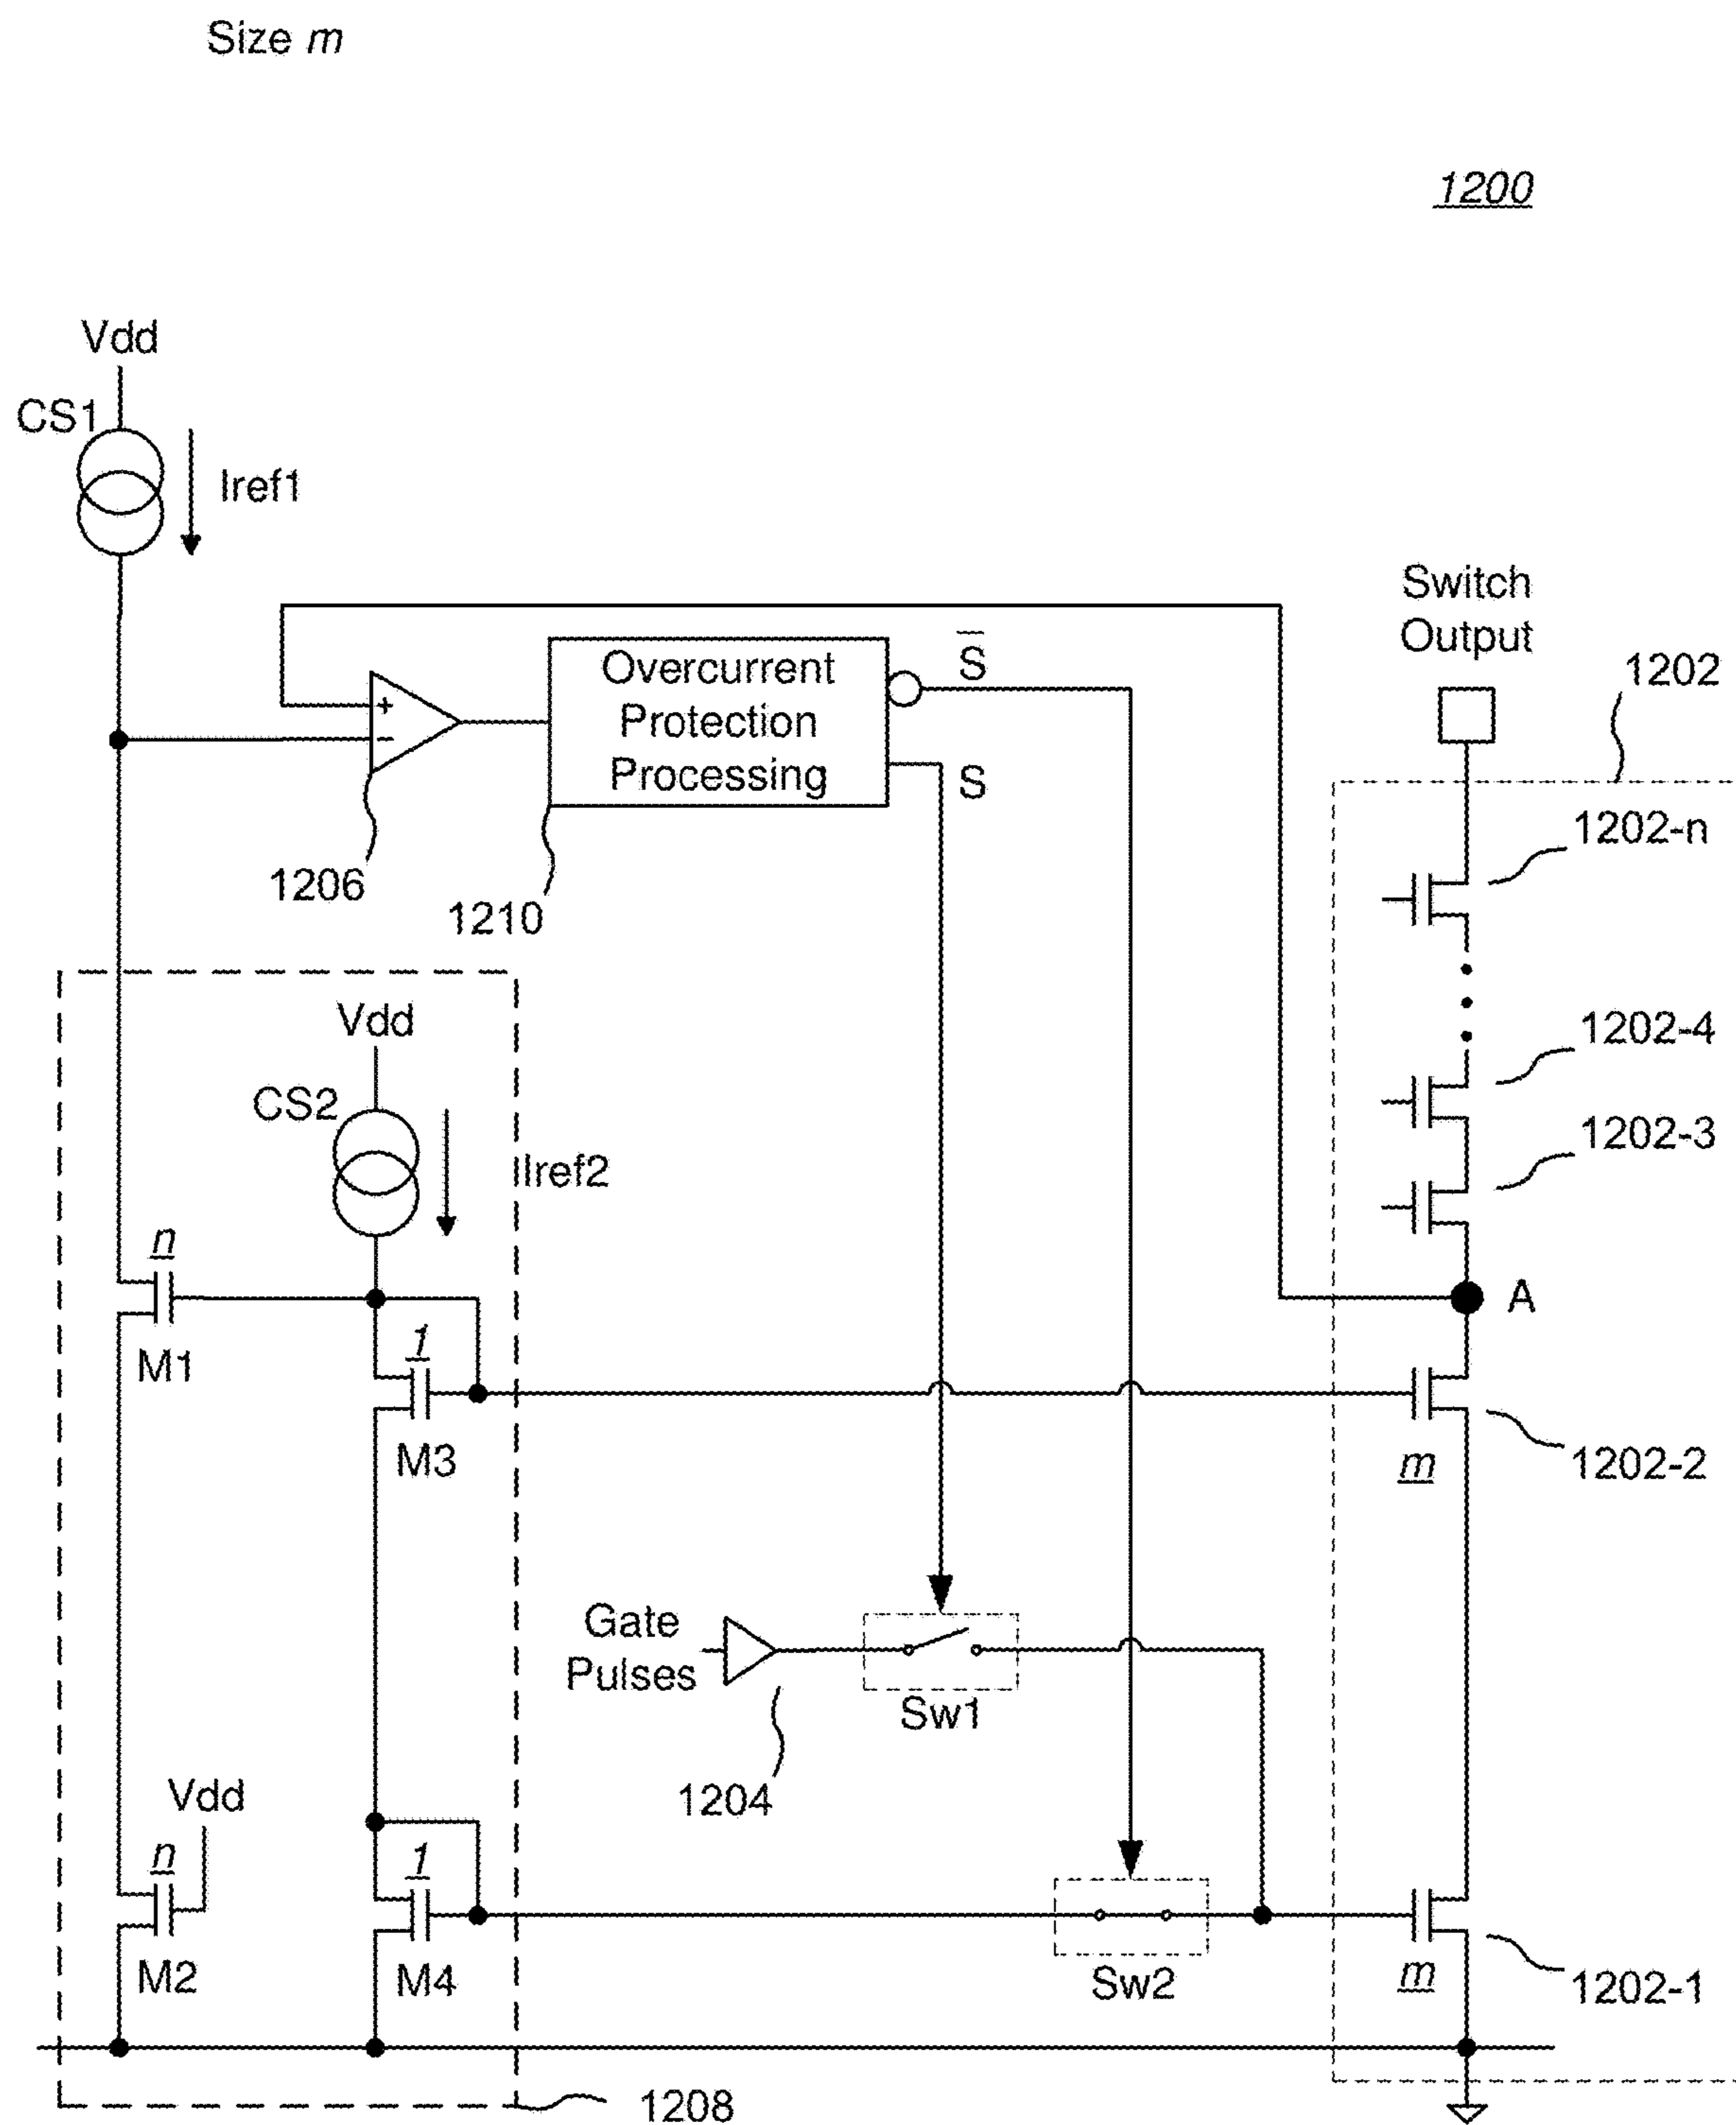 Size m
1200
Vdd
CS1
Iref1
Switch
Output
1202
+
−
Overcurrent
Protection
Processing
S̅
S
1206
1210
1202-n
Vdd
CS2
Iref2
1202-4
1202-3
n
M1
1
M3
A
1202-2
m
Gate
Pulses
Sw1
1204
Vdd
n
M2
1
M4
Sw2
m
1202-1
1208